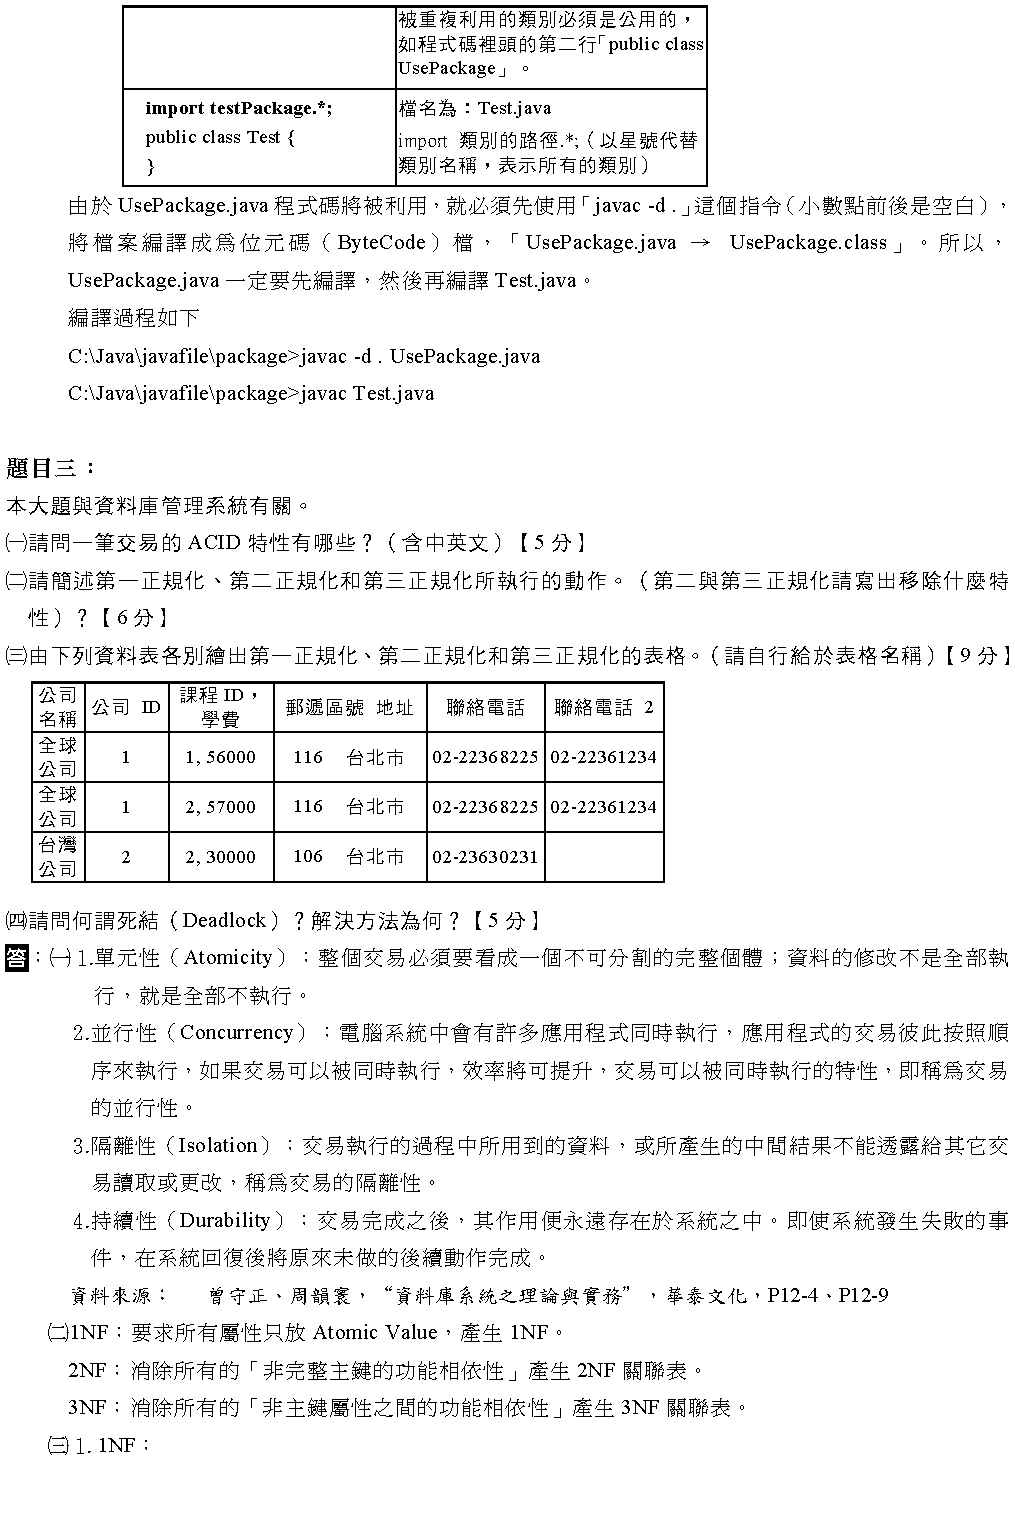 被重複利用的類別必須是公用的，
如程式碼裡頭的第二行「public class
UsePackage」。
import testPackage.*;
public class Test {
}
檔名為：Test.java
import 類別的路徑.*;（以星號代替
類別名稱，表示所有的類別）
由於 UsePackage.java 程式碼將被利用，就必須先使用「javac -d .」這個指令（小數點前後是空白），
將檔案編譯成為位元碼（ByteCode）檔，「UsePackage.java → UsePackage.class」。所以，
UsePackage.java 一定要先編譯，然後再編譯 Test.java。
編譯過程如下
C:\Java\javafile\package>javac -d . UsePackage.java
C:\Java\javafile\package>javac Test.java
題目三：
本大題與資料庫管理系統有關。
㈠請問一筆交易的 ACID 特性有哪些？（含中英文）【5 分】
㈡請簡述第一正規化、第二正規化和第三正規化所執行的動作。（第二與第三正規化請寫出移除什麼特
性）？【6 分】
㈢由下列資料表各別繪出第一正規化、第二正規化和第三正規化的表格。（請自行給於表格名稱）【9 分】
公司名稱 公司 ID 課程 ID，學費 郵遞區號 地址 聯絡電話 聯絡電話 2
全球公司 1 1, 56000 116 台北市 02-22368225 02-22361234
全球公司 1 2, 57000 116 台北市 02-22368225 02-22361234
台灣公司 2 2, 30000 106 台北市 02-23630231
㈣請問何謂死結（Deadlock）？解決方法為何？【5 分】
答：㈠ 1.單元性（Atomicity）：整個交易必須要看成一個不可分割的完整個體；資料的修改不是全部執
行，就是全部不執行。
2.並行性（Concurrency）：電腦系統中會有許多應用程式同時執行，應用程式的交易彼此按照順
序來執行，如果交易可以被同時執行，效率將可提升，交易可以被同時執行的特性，即稱為交易
的並行性。
3.隔離性（Isolation）：交易執行的過程中所用到的資料，或所產生的中間結果不能透露給其它交
易讀取或更改，稱為交易的隔離性。
4.持續性（Durability）：交易完成之後，其作用便永遠存在於系統之中。即使系統發生失敗的事
件，在系統回復後將原來未做的後續動作完成。
資料來源： 曾守正、周韻寰，“資料庫系統之理論與實務”，華泰文化，P12-4、P12-9
㈡1NF：要求所有屬性只放 Atomic Value，產生 1NF。
2NF：消除所有的「非完整主鍵的功能相依性」產生 2NF 關聯表。
3NF：消除所有的「非主鍵屬性之間的功能相依性」產生 3NF 關聯表。
㈢ 1. 1NF：